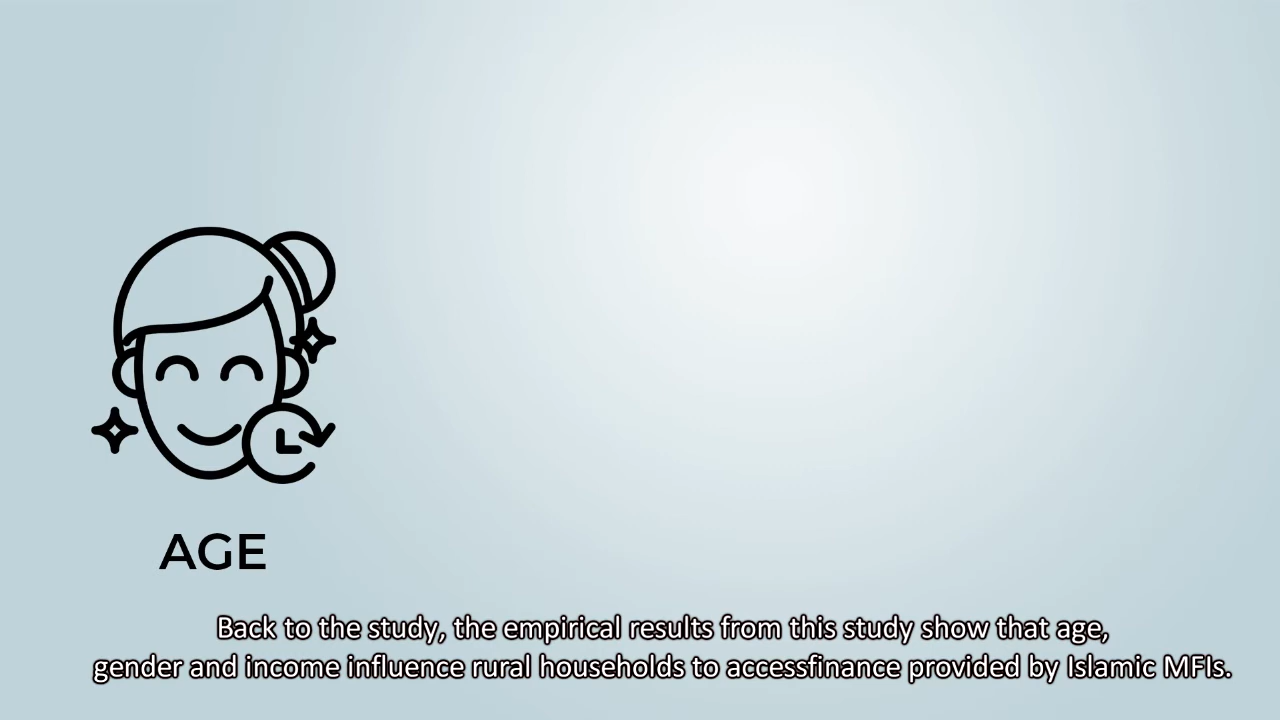 AGE
Back to the study, the empirical results from this study show that age,
gender and income influence rural households to accessfinance provided by Islamic MFIs.